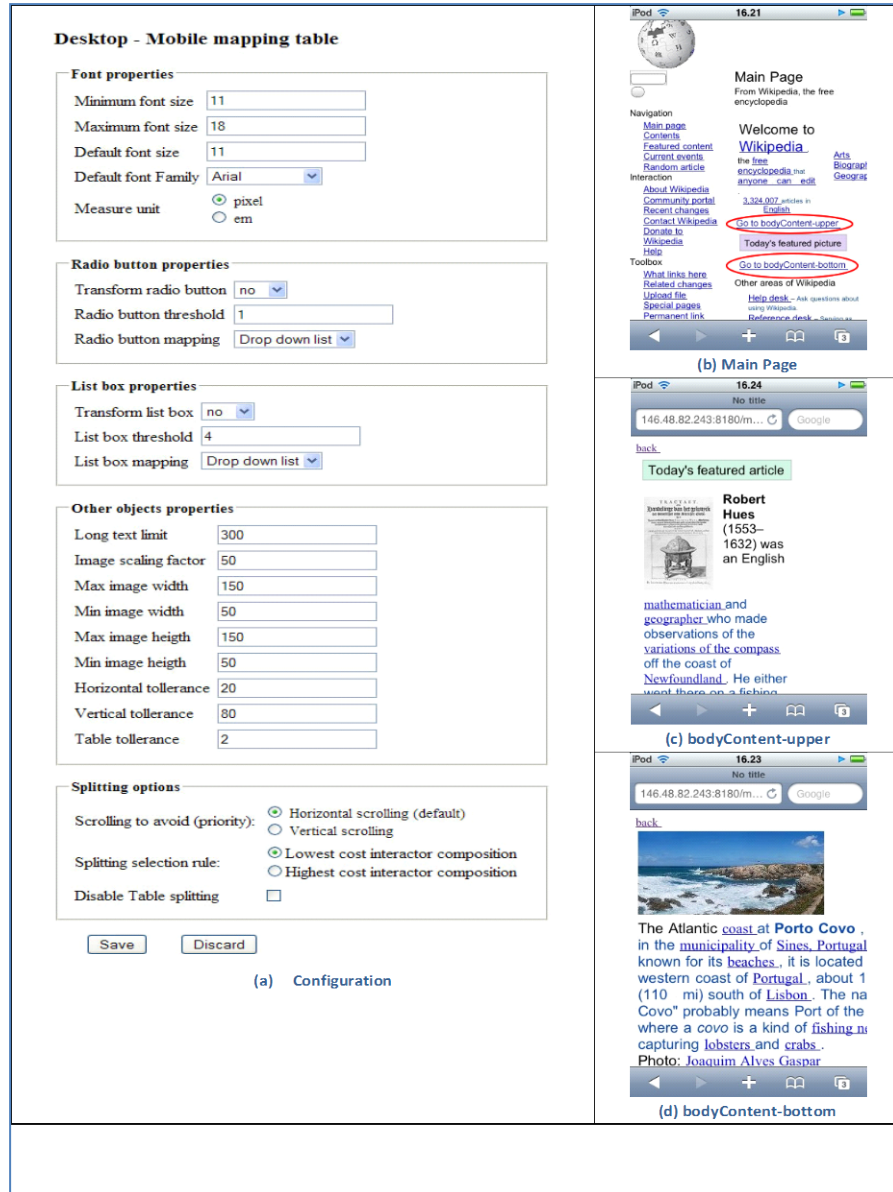 Desktop - Mobile mapping table
Font properties
Minimum font size 11
Maximum font size 18
Default font size 11
Default font Family Arial
Measure unit
pixel
em
Radio button properties
Transform radio button no
Radio button threshold 1
Radio button mapping Drop down list
List box properties
Transform list box no
List box threshold 4
List box mapping Drop down list
Other objects properties
Long text limit 300
Image scaling factor 50
Max image width 150
Min image width 50
Max image heigth 150
Min image heigth 50
Horizontal tollerance 20
Vertical tollerance 80
Table tollerance 2
Splitting options
Scrolling to avoid (priority):
Horizontal scrolling (default)
Vertical scrolling
Splitting selection rule:
Lowest cost interactor composition
Highest cost interactor composition
Disable Table splitting
Save Discard
(a) Configuration
iPod 16.21
Main Page
From Wikipedia, the free
encyclopedia
Navigation
Main page
Contents
Featured content
Current events
Random article
Interaction
About Wikipedia
Community portal
Recent changes
Contact Wikipedia
Donate to
Wikipedia
Help
Toolbox
What links here
Related changes
Upload file
Special pages
Permanent link
Welcome to
Wikipedia
the free
encyclopedia that
anyone can edit
.
3,324,007 articles in
English
Arts
Biograph
Geograp
Go to bodyContent-upper
Today's featured picture
Go to bodyContent-bottom
Other areas of Wikipedia
Help desk – Ask questions about
using Wikipedia.
Reference desk – Serving as
3
(b) Main Page
iPod 16.24
No title
146.48.82.243:8180/m... Google
back
Today's featured article
Robert
Hues
(1553–
1632) was
an English
mathematician and
geographer who made
observations of the
variations of the compass
off the coast of
Newfoundland . He either
went there on a fishing
3
(c) bodyContent-upper
iPod 16.23
No title
146.48.82.243:8180/m... Google
back
The Atlantic coast at Porto Covo ,
in the municipality of Sines, Portugal
known for its beaches , it is located
western coast of Portugal , about 1
(110 mi) south of Lisbon . The na
Covo" probably means Port of the
where a covo is a kind of fishing ne
capturing lobsters and crabs .
Photo: Joaquim Alves Gaspar
3
(d) bodyContent-bottom